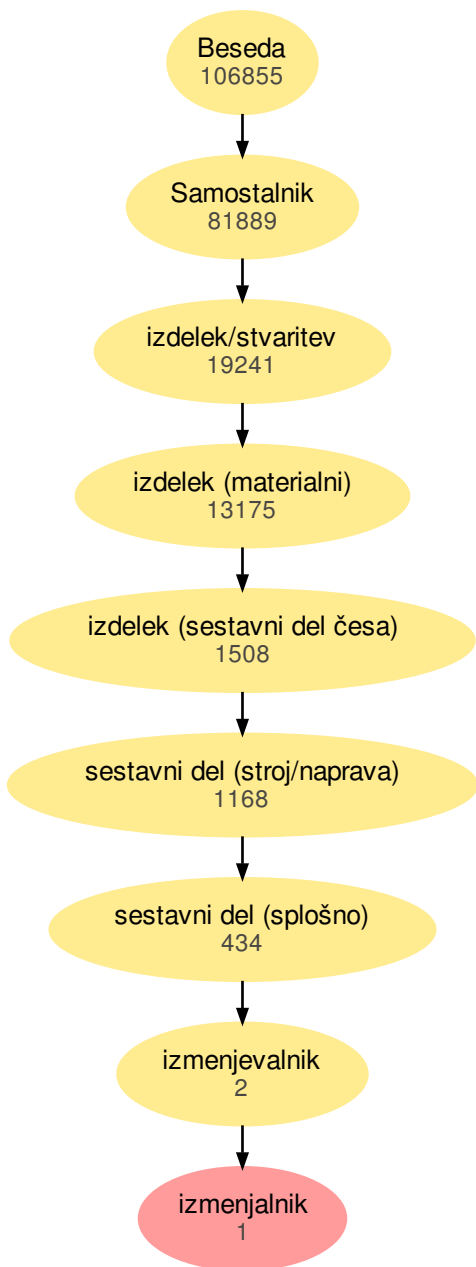 Beseda
106855
Samostalnik
81889
izdelek/stvaritev
19241
izdelek (materialni)
13175
izdelek (sestavni del česa)
1508
sestavni del (stroj/naprava)
1168
sestavni del (splošno)
434
izmenjevalnik
2
izmenjalnik
1